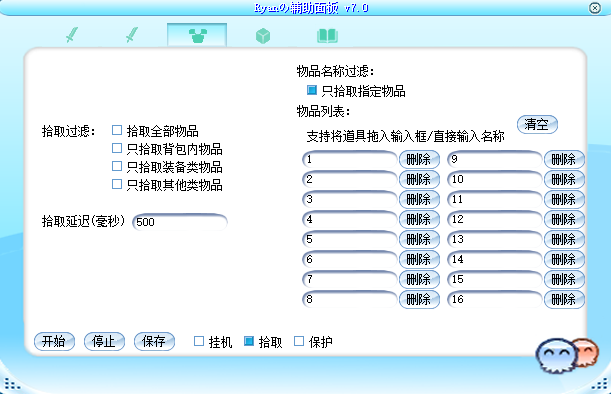 Ryanの辅助面板 v7.0
物品名称过滤：
只拾取指定物品
物品列表：
清空
支持将道具拖入输入框/直接输入名称
拾取过滤：
拾取全部物品
只拾取背包内物品
只拾取装备类物品
只拾取其他类物品
拾取延迟(毫秒)
500
1 删除 9 删除
2 删除 10 删除
3 删除 11 删除
4 删除 12 删除
5 删除 13 删除
6 删除 14 删除
7 删除 15 删除
8 删除 16 删除
开始 停止 保存 挂机 拾取 保护